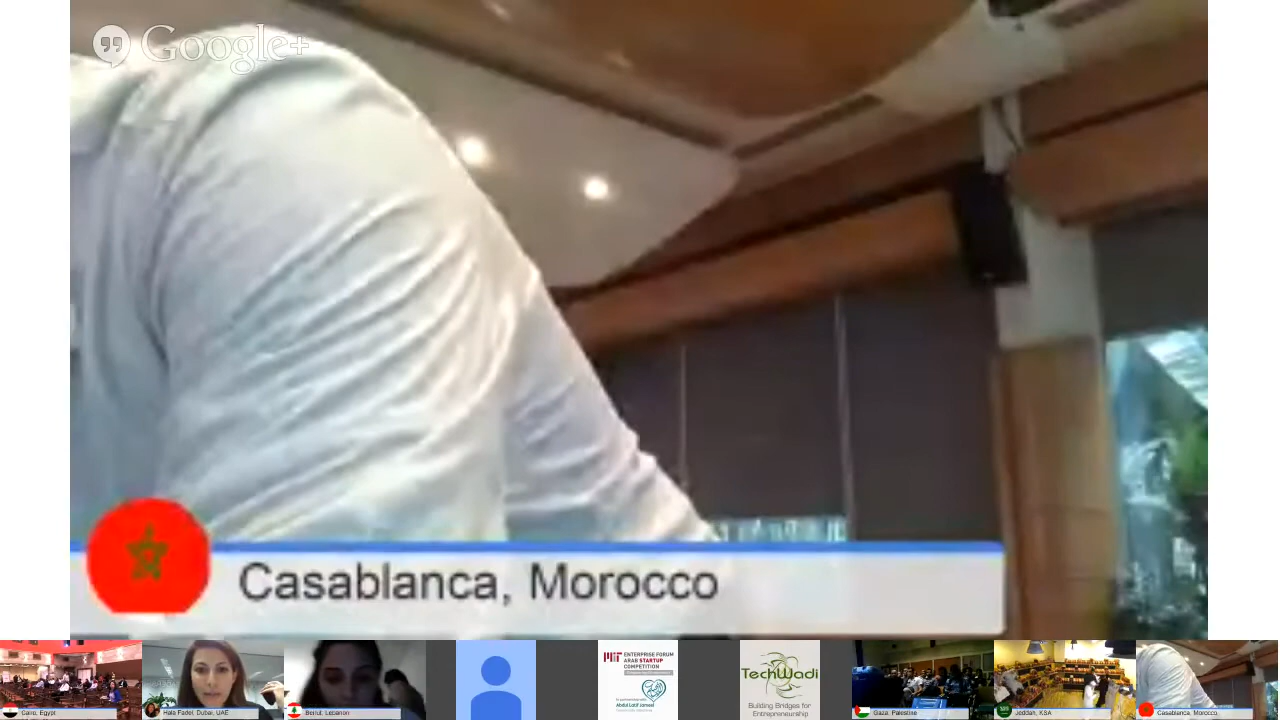 Google+
Casablanca, Morocco
Cairo, Egypt
Hala Fadel, Dubai, UAE
Beirut, Lebanon
MIT ENTERPRISE FORUM
ARAB STARTUP
COMPETITION
Abdul Latif Jameel
TechWadi
Building Bridges for
Entrepreneurship
Gaza, Palestine
Jeddah, KSA
Casablanca, Morocco